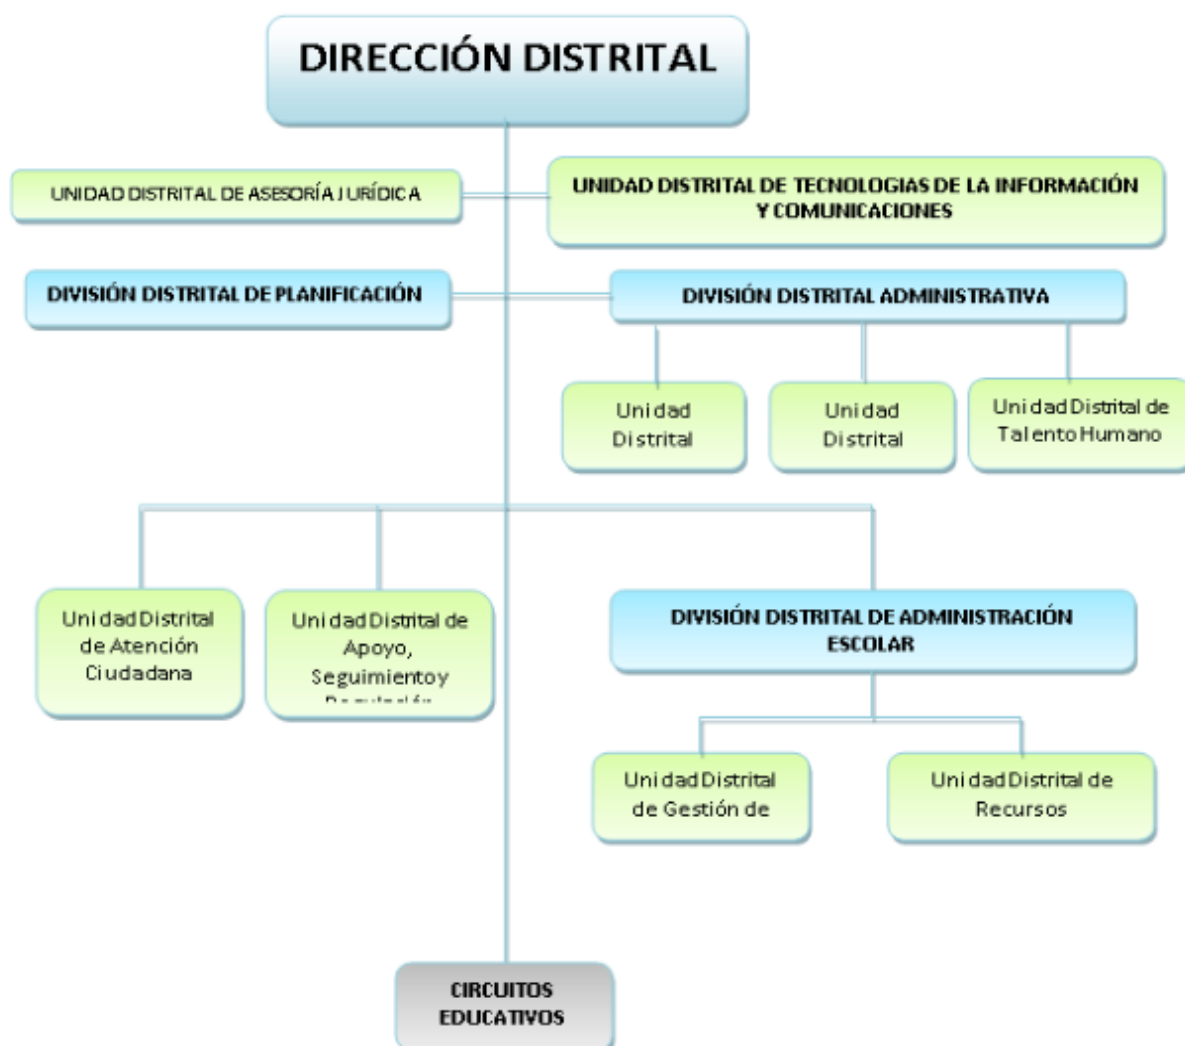 DIRECCIÓN DISTRITAL
UNIDAD DISTRITAL DE ASESORÍA JURÍDICA
UNIDAD DISTRITAL DE TECNOLOGIAS DE LA INFORMACIÓN
Y COMUNICACIONES
DIVISIÓN DISTRITAL DE PLANIFICACIÓN
DIVISIÓN DISTRITAL ADMINISTRATIVA
Unidad
Distrital
Unidad
Distrital
Unidad Distrital de
Talento Humano
Unidad Distrital
de Atención
Ciudadana
Unidad Distrital de
Apoyo,
Seguimiento y
DIVISIÓN DISTRITAL DE ADMINISTRACIÓN
ESCOLAR
Unidad Distrital
de Gestión de
Unidad Distrital de
Recursos
CIRCUITOS
EDUCATIVOS